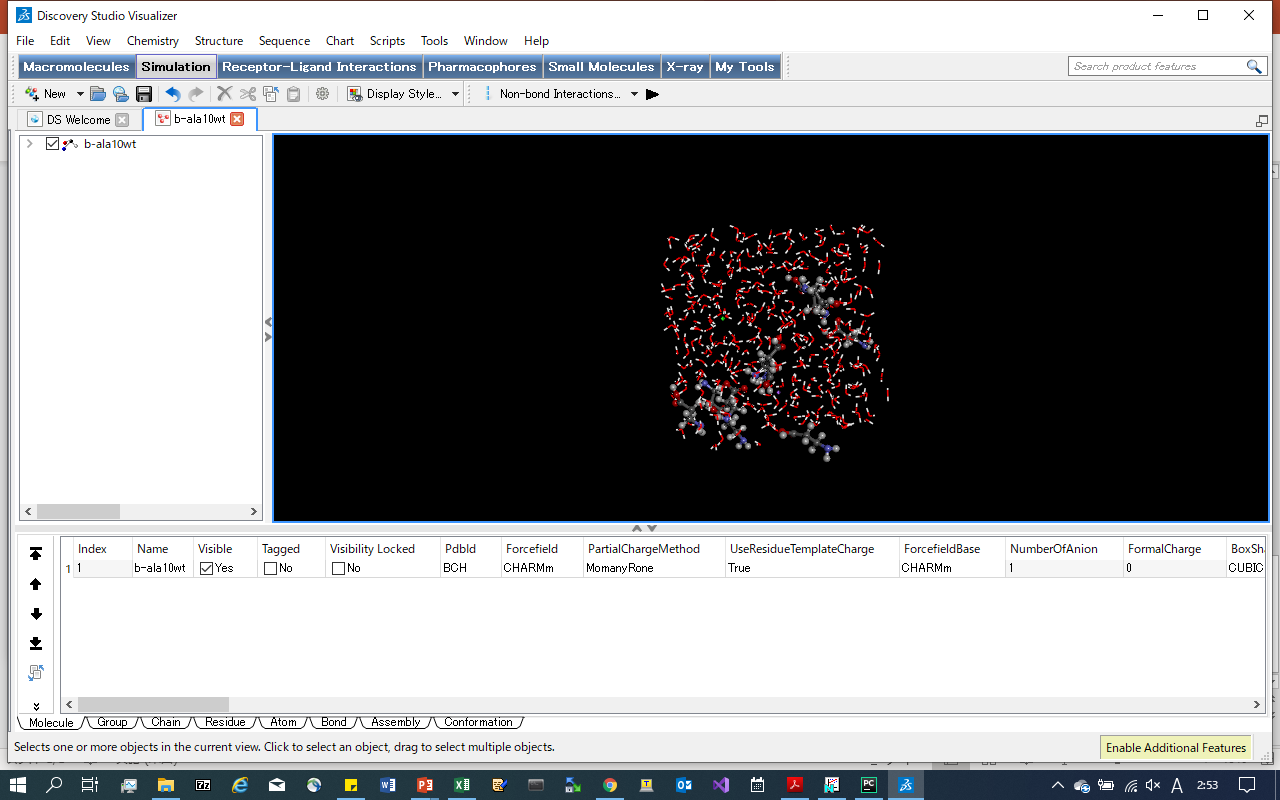 Discovery Studio Visualizer
File Edit View Chemistry Structure Sequence Chart Scripts Tools Window Help
Macromolecules Simulation Receptor-Ligand Interactions Pharmacophores Small Molecules X-ray My Tools
Search product features
New Display Style... Non-bond Interactions...
DS Welcome b-ala10wt
b-ala10wt
Index Name Visible Tagged Visibility Locked PdbId Forcefield PartialChargeMethod UseResidueTemplateCharge ForcefieldBase NumberOfAnion FormalCharge BoxSha
1 1 b-ala10wt Yes No No BCH CHARMm MomanyRone True CHARMm 1 0 CUBIC
Molecule Group Chain Residue Atom Bond Assembly Conformation
Selects one or more objects in the current view. Click to select an object, drag to select multiple objects.
Enable Additional Features
A 2:53